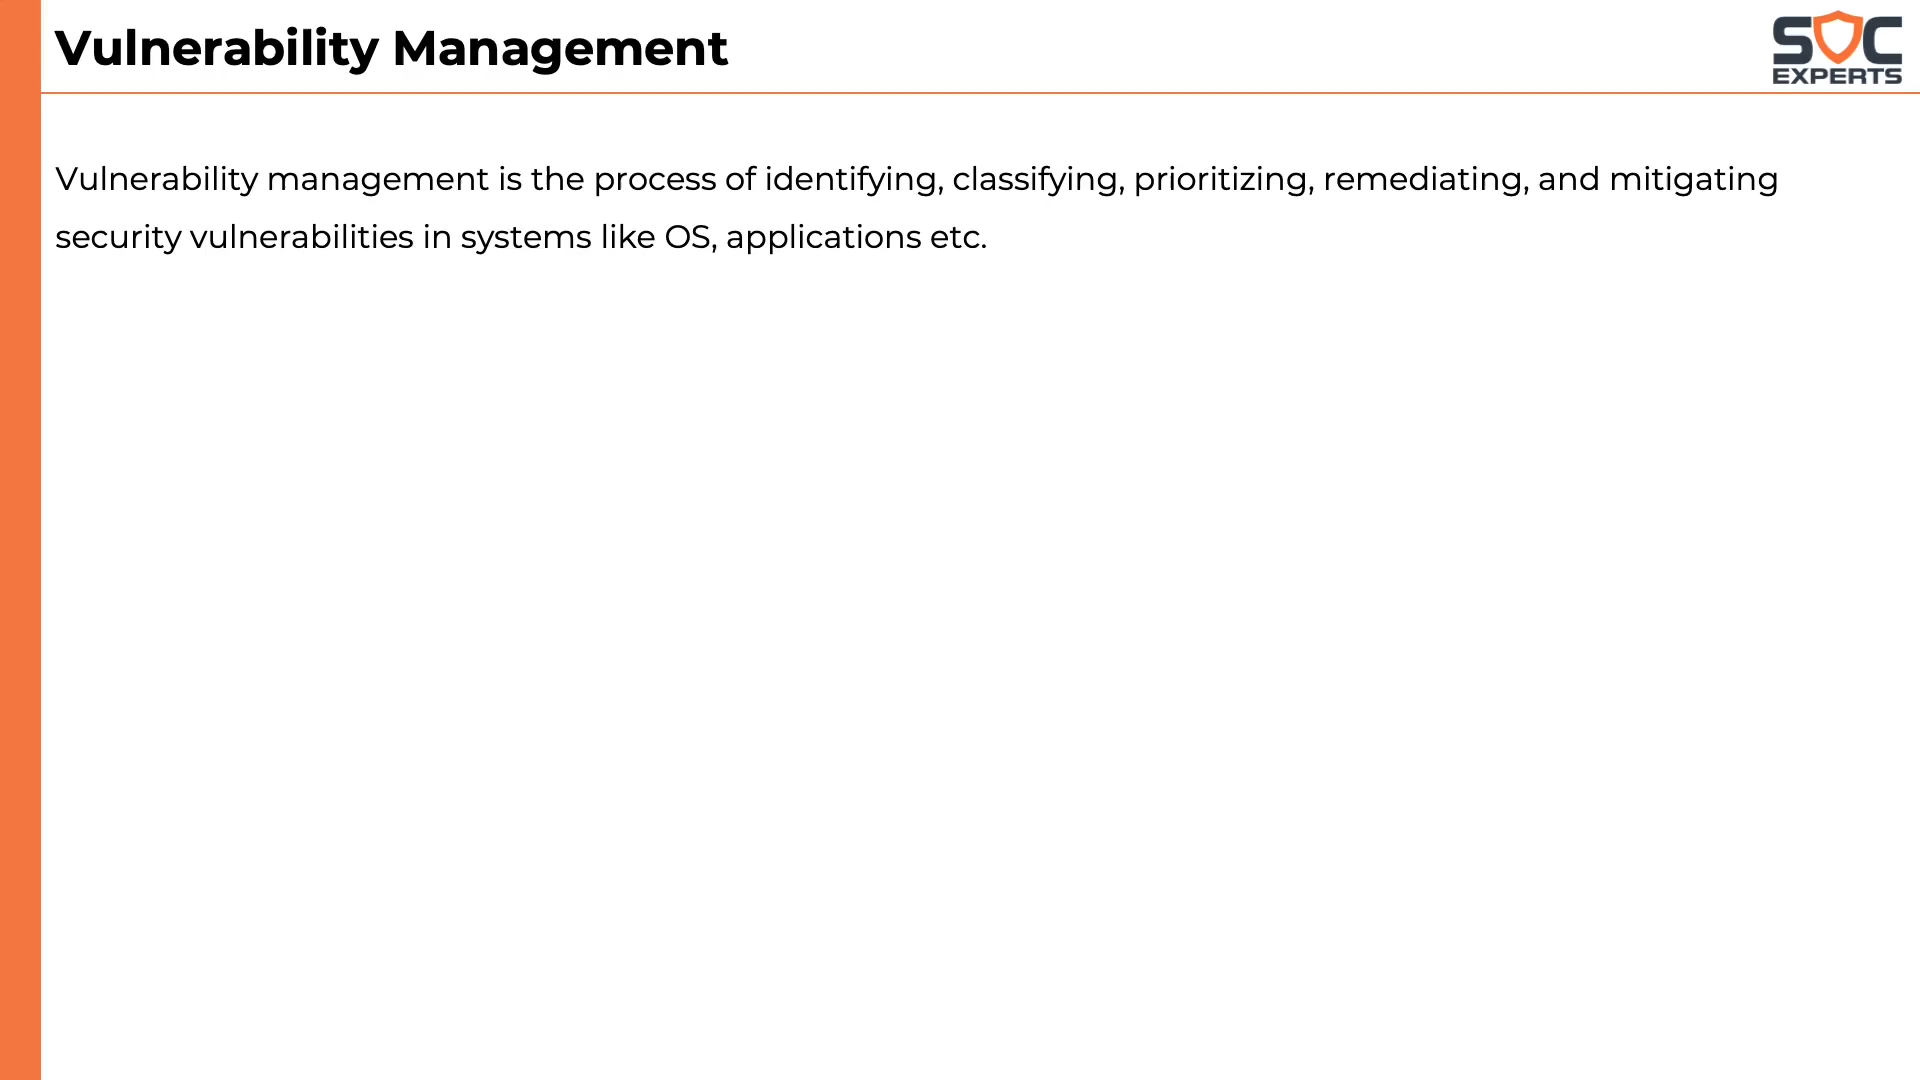 Vulnerability Management
SOC
EXPERTS
Vulnerability management is the process of identifying, classifying, prioritizing, remediating, and mitigating
security vulnerabilities in systems like OS, applications etc.